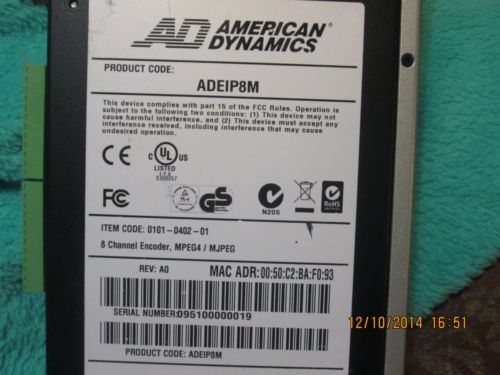 AD AMERICAN
DYNAMICS
PRODUCT CODE:
ADEIP8M
This device complies with part 15 of the FCC Rules. Operation is
subject to the following two conditions: (1) This device may not
cause harmful interference, and (2) This device must accept any
interference received, including interference that may cause
undesired operation.
CE
C UL US
LISTED
I.T.E.
E309257
FC
GS
N205
RoHS
ITEM CODE: 0101-0402-01
8 Channel Encoder, MPEG4 / MJPEG
REV: A0
MAC ADR:00:50:C2:BA:F0:93
SERIAL NUMBER:095100000019
PRODUCT CODE: ADEIP8M
12/10/2014 16:51